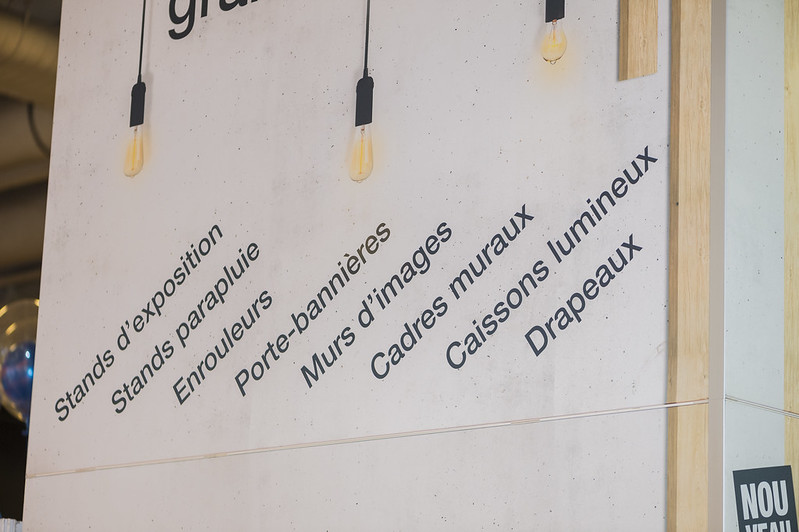 Stands d'exposition
Stands parapluie
Enrouleurs
Porte-bannières
Murs d'images
Cadres muraux
Caissons lumineux
Drapeaux
NOU
VEAU